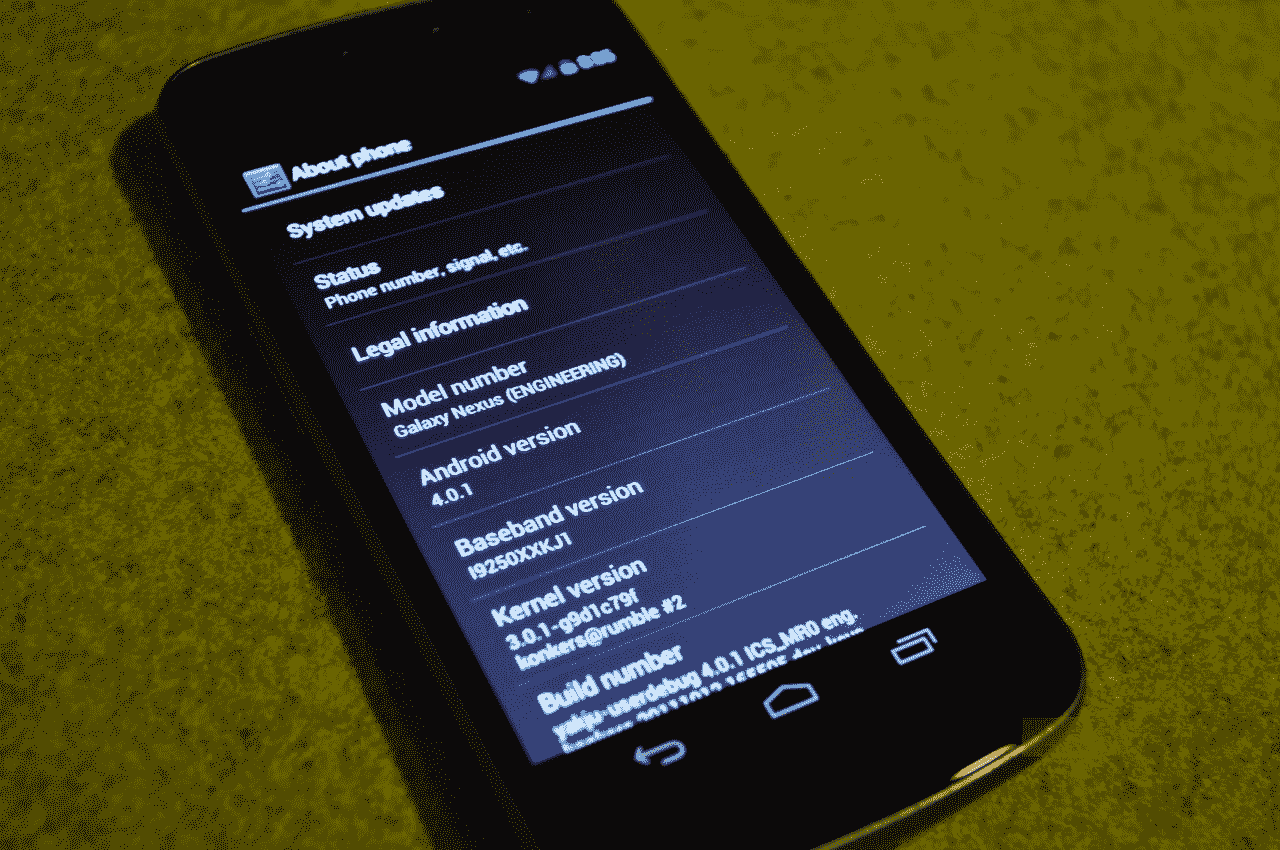 About phone
System updates
Status
Phone number, signal, etc.
Legal information
Model number
Galaxy Nexus (ENGINEERING)
Android version
4.0.1
Baseband version
I9250XXKJ1
Kernel version
3.0.1-g9d1c79f
konkers@rumble #2
Build number
yakju-userdebug 4.0.1 ICS_MR0 eng.